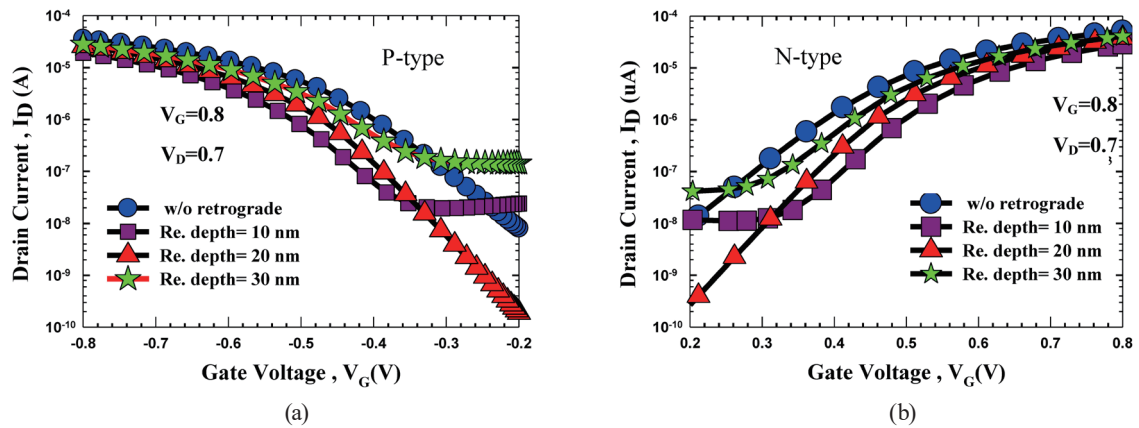 10⁻⁴
10⁻⁵
10⁻⁶
10⁻⁷
10⁻⁸
10⁻⁹
10⁻¹⁰
Drain Current , I_D (A)
P-type
V_G=0.8
V_D=0.7
w/o retrograde
Re. depth= 10 nm
Re. depth= 20 nm
Re. depth= 30 nm
-0.8 -0.7 -0.6 -0.5 -0.4 -0.3 -0.2
Gate Voltage , V_G(V)
(a)
10⁻⁴
10⁻⁵
10⁻⁶
10⁻⁷
10⁻⁸
10⁻⁹
10⁻¹⁰
Drain Current , I_D (uA)
N-type
V_G=0.8
V_D=0.7
w/o retrograde
Re. depth= 10 nm
Re. depth= 20 nm
Re. depth= 30 nm
0.2 0.3 0.4 0.5 0.6 0.7 0.8
Gate Voltage , V_G(V)
(b)